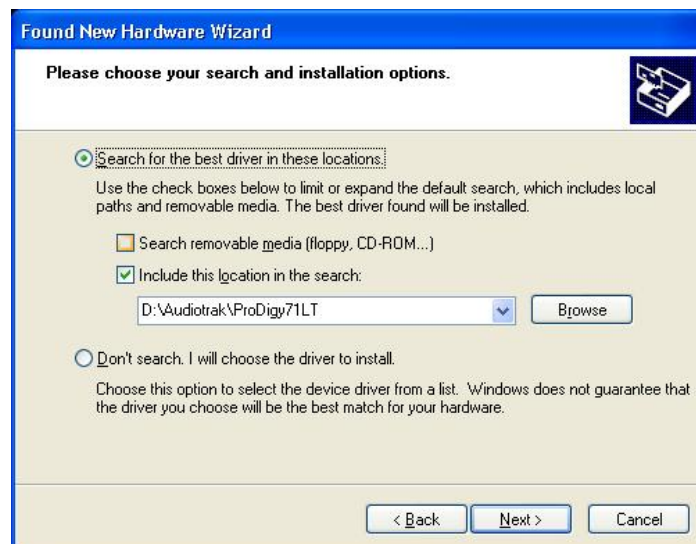 Found New Hardware Wizard
Please choose your search and installation options.
Search for the best driver in these locations.
Use the check boxes below to limit or expand the default search, which includes local
paths and removable media. The best driver found will be installed.
Search removable media (floppy, CD-ROM...)
Include this location in the search:
D:\Audiotrak\ProDigy71LT
Browse
Don't search. I will choose the driver to install.
Choose this option to select the device driver from a list. Windows does not guarantee that
the driver you choose will be the best match for your hardware.
< Back Next > Cancel